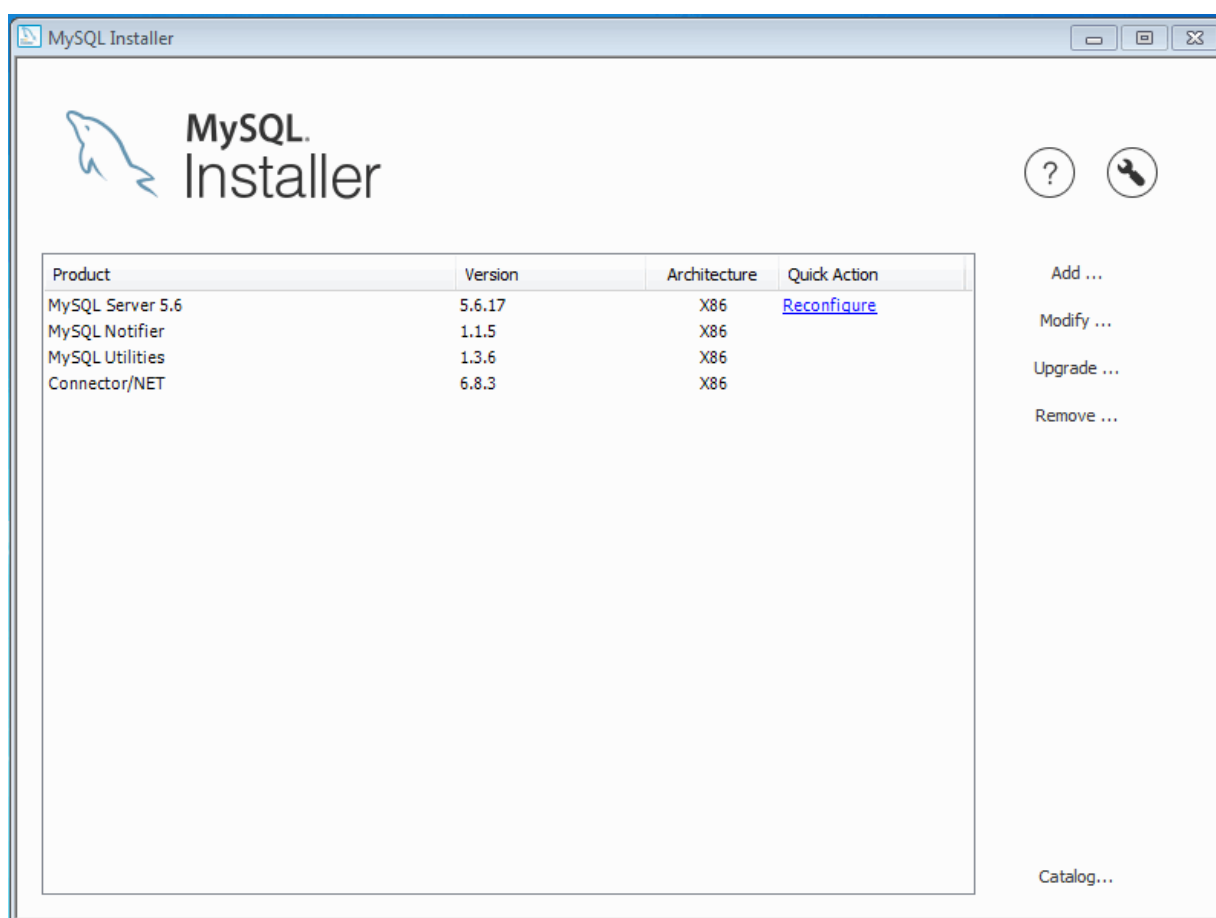 MySQL Installer
MySQL.
Installer
?
Product Version Architecture Quick Action
MySQL Server 5.6 5.6.17 X86 Reconfigure
MySQL Notifier 1.1.5 X86
MySQL Utilities 1.3.6 X86
Connector/NET 6.8.3 X86
Add ...
Modify ...
Upgrade ...
Remove ...
Catalog...